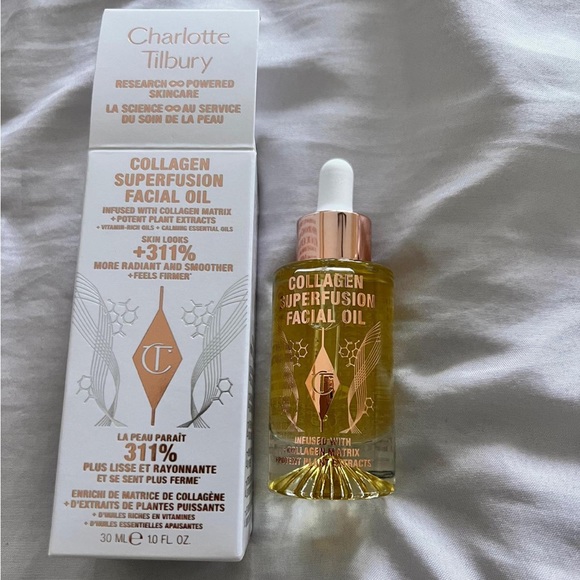 Charlotte
Tilbury
RESEARCH ∞ POWERED
SKINCARE
LA SCIENCE ∞ AU SERVICE
DU SOIN DE LA PEAU
COLLAGEN
SUPERFUSION
FACIAL OIL
INFUSED WITH COLLAGEN MATRIX
+ POTENT PLANT EXTRACTS
+ VITAMIN-RICH OILS + CALMING ESSENTIAL OILS
SKIN LOOKS
+311%
MORE RADIANT AND SMOOTHER
+ FEELS FIRMER*
CT
LA PEAU PARAÎT
311%
PLUS LISSE ET RAYONNANTE
ET SE SENT PLUS FERME*
ENRICHI DE MATRICE DE COLLAGÈNE
+ D'EXTRAITS DE PLANTES PUISSANTS
+ D'HUILES RICHES EN VITAMINES
+ D'HUILES ESSENTIELLES APAISANTES
30 ML ℮ 1.0 FL. OZ.
COLLAGEN
SUPERFUSION
FACIAL OIL
CT
INFUSED WITH
COLLAGEN MATRIX
+ POTENT PLANT EXTRACTS